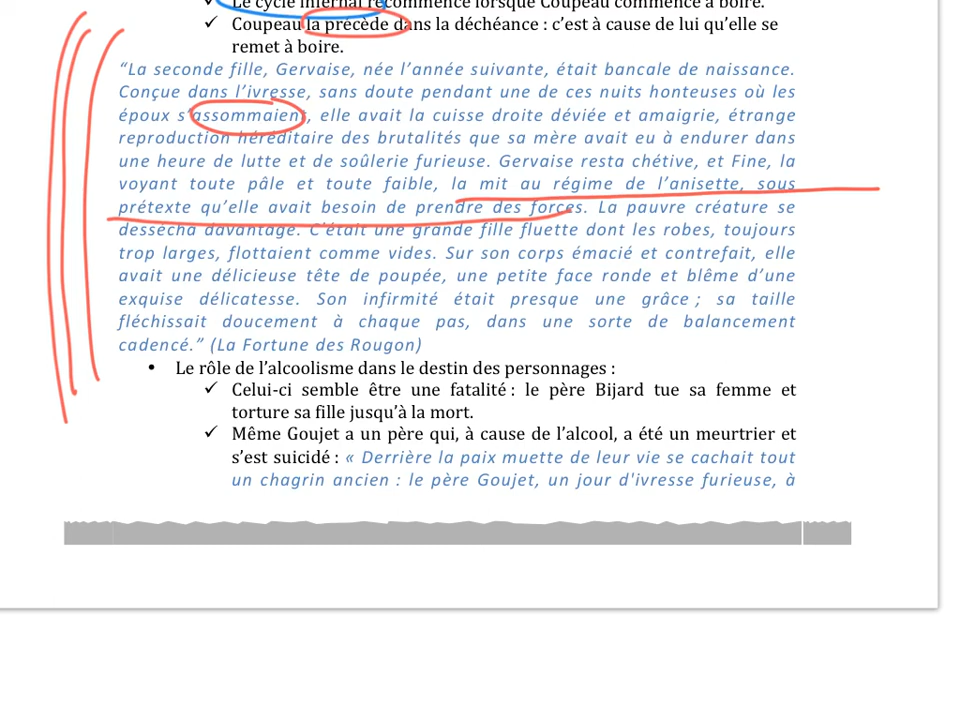 ✓ Le cycle infernal recommence lorsque Coupeau commence à boire.
✓ Coupeau la précède dans la déchéance : c’est à cause de lui qu’elle se
remet à boire.
“La seconde fille, Gervaise, née l’année suivante, était bancale de naissance.
Conçue dans l’ivresse, sans doute pendant une de ces nuits honteuses où les
époux s’assommaient, elle avait la cuisse droite déviée et amaigrie, étrange
reproduction héréditaire des brutalités que sa mère avait eu à endurer dans
une heure de lutte et de soûlerie furieuse. Gervaise resta chétive, et Fine, la
voyant toute pâle et toute faible, la mit au régime de l’anisette, sous
prétexte qu’elle avait besoin de prendre des forces. La pauvre créature se
dessécha davantage. C’était une grande fille fluette dont les robes, toujours
trop larges, flottaient comme vides. Sur son corps émacié et contrefait, elle
avait une délicieuse tête de poupée, une petite face ronde et blême d’une
exquise délicatesse. Son infirmité était presque une grâce ; sa taille
fléchissait doucement à chaque pas, dans une sorte de balancement
cadencé.” (La Fortune des Rougon)
• Le rôle de l’alcoolisme dans le destin des personnages :
✓ Celui-ci semble être une fatalité : le père Bijard tue sa femme et
torture sa fille jusqu’à la mort.
✓ Même Goujet a un père qui, à cause de l’alcool, a été un meurtrier et
s’est suicidé : « Derrière la paix muette de leur vie se cachait tout
un chagrin ancien : le père Goujet, un jour d'ivresse furieuse, à